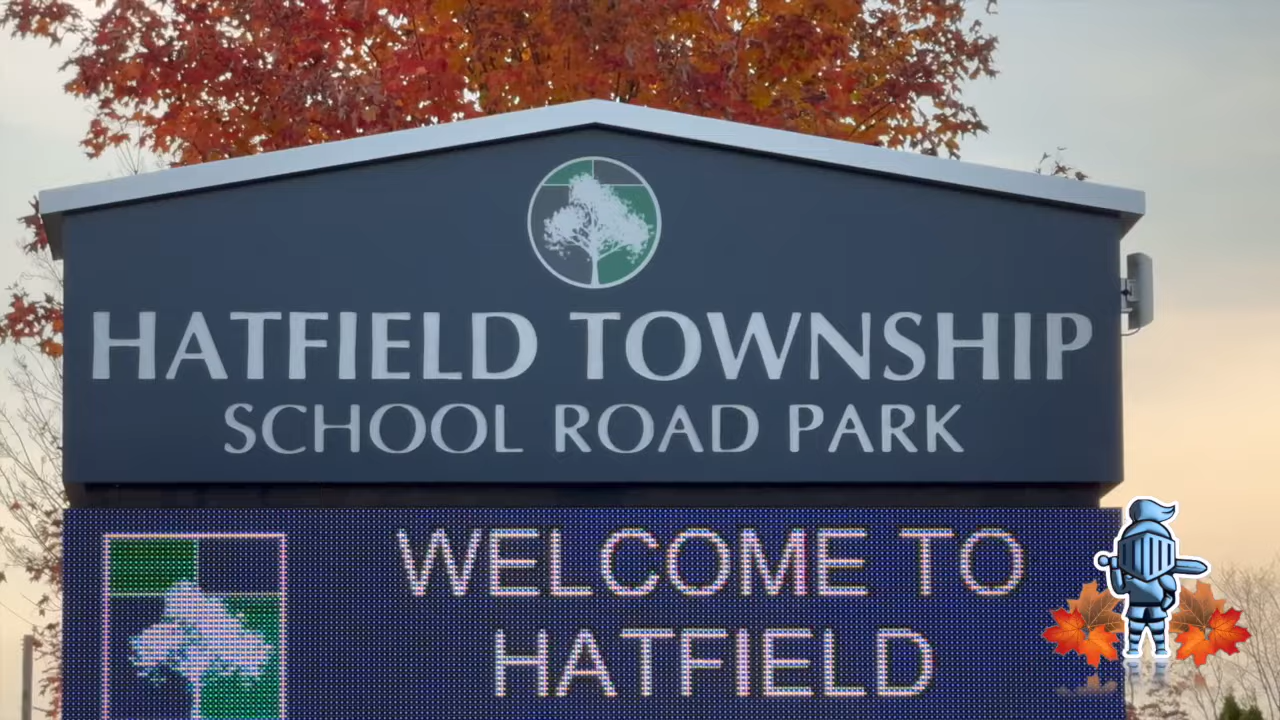 HATFIELD TOWNSHIP
SCHOOL ROAD PARK
WELCOME TO
HATFIELD